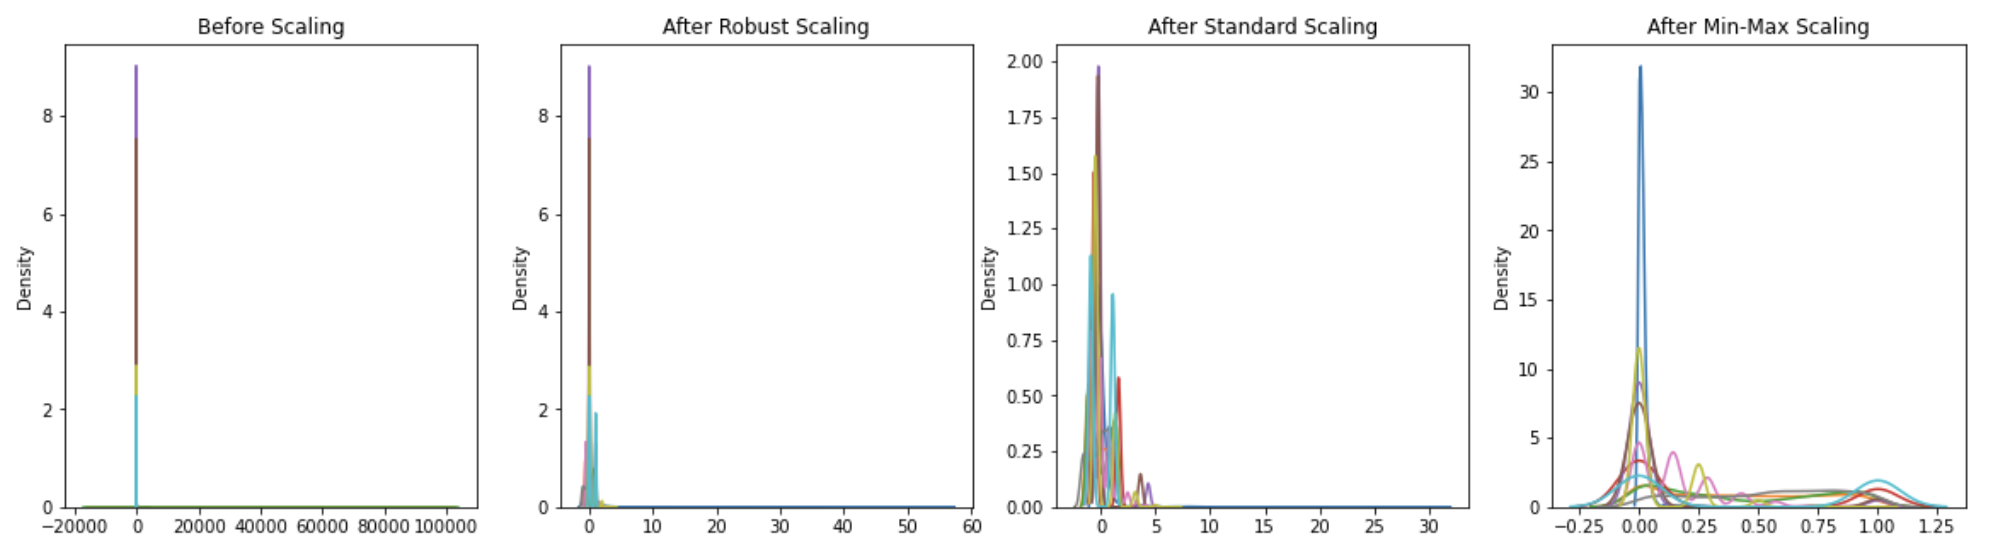 Before Scaling
After Robust Scaling
After Standard Scaling
After Min-Max Scaling
Density
8
6
4
2
0
−20000 0 20000 40000 60000 80000 100000
Density
8
6
4
2
0
0 10 20 30 40 50 60
Density
2.00
1.75
1.50
1.25
1.00
0.75
0.50
0.25
0.00
0 5 10 15 20 25 30
Density
30
25
20
15
10
5
0
−0.25 0.00 0.25 0.50 0.75 1.00 1.25